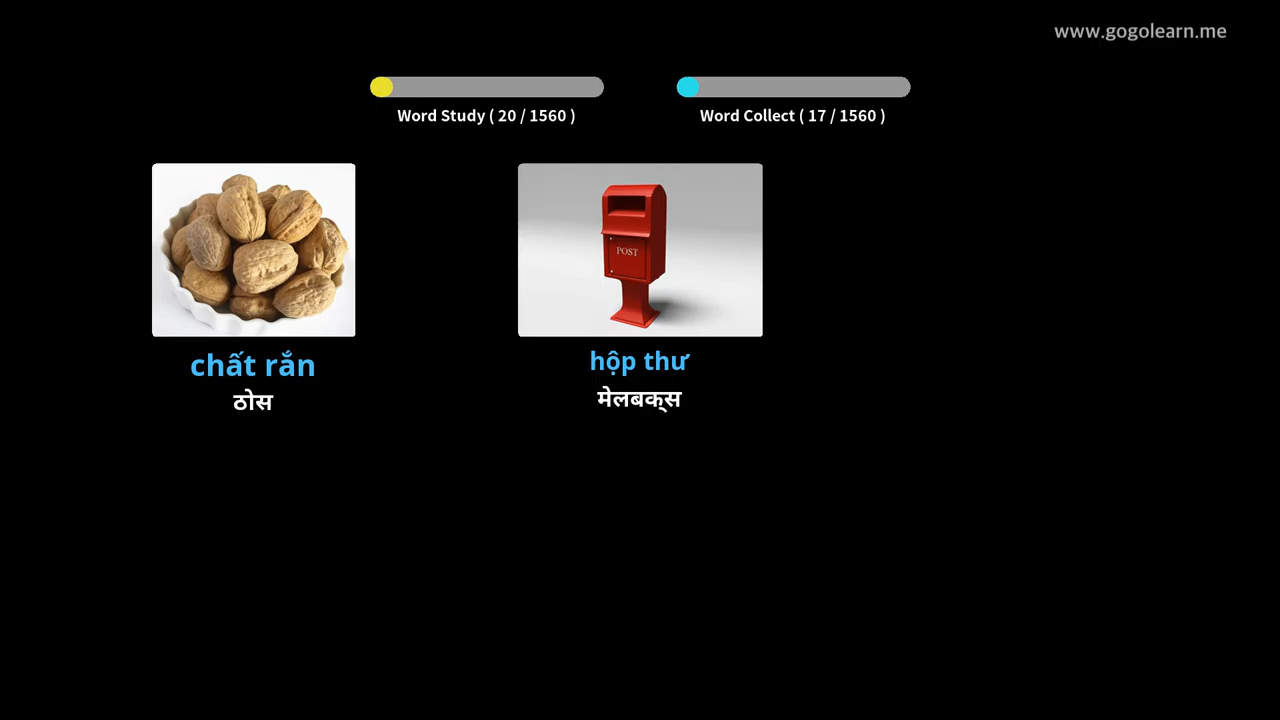 www.gogolearn.me
Word Study ( 20 / 1560 )
Word Collect ( 17 / 1560 )
POST
chất rắn
ठोस
hộp thư
मेलबक्स